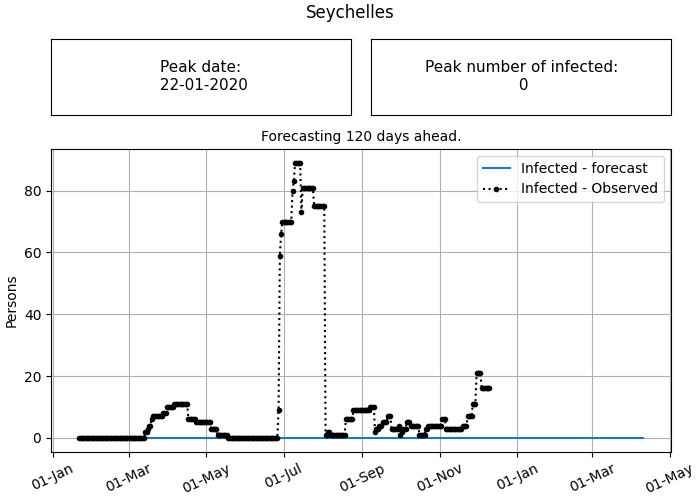 Seychelles
Peak date:
22-01-2020
Peak number of infected:
0
Forecasting 120 days ahead.
Infected - forecast
Infected - Observed
Persons
80
60
40
20
0
01-Jan
01-Mar
01-May
01-Jul
01-Sep
01-Nov
01-Jan
01-Mar
01-May